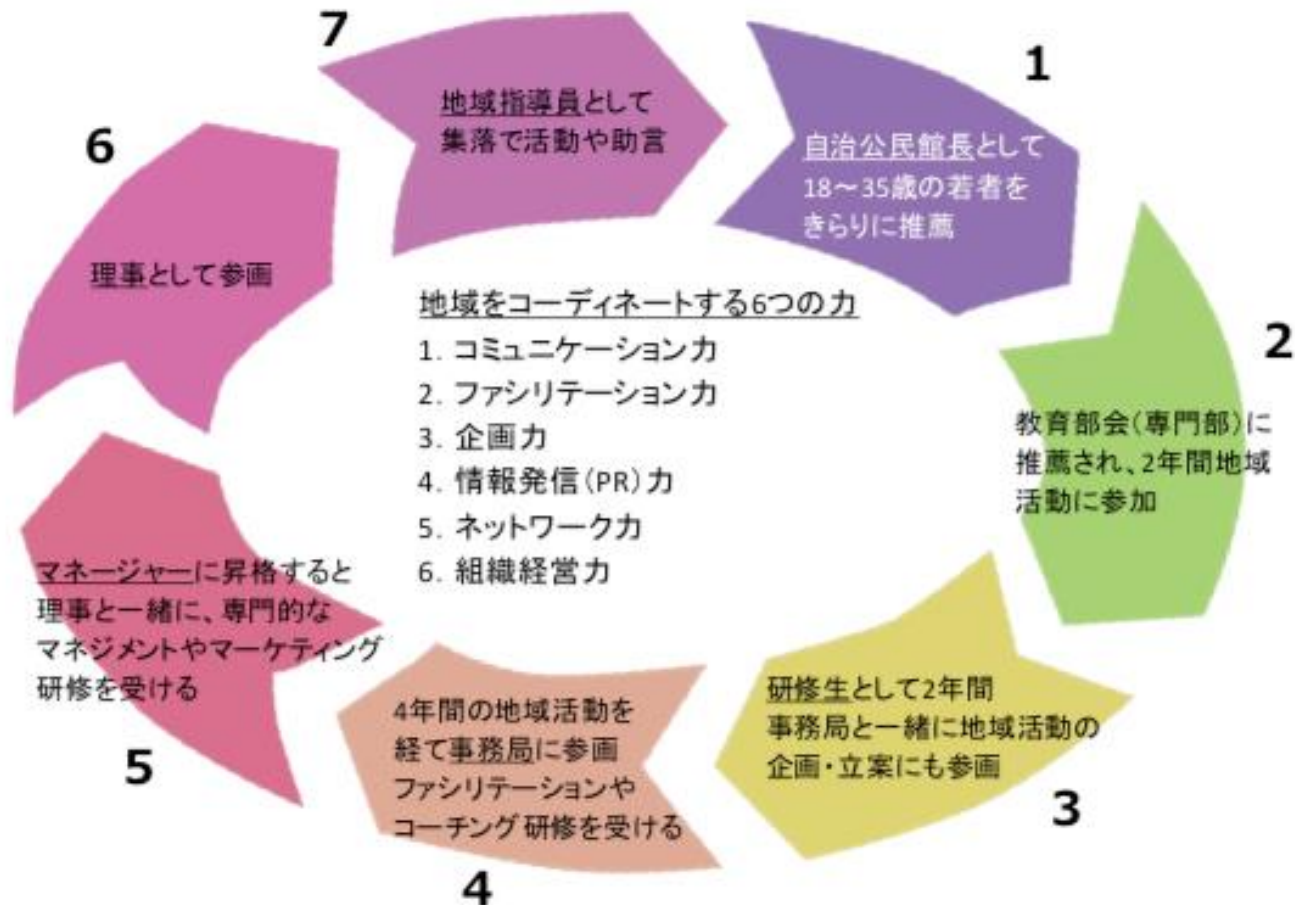 1
自治公民館長として
18～35歳の若者を
きらりに推薦
2
教育部会(専門部)に
推薦され、2年間地域
活動に参加
3
研修生として2年間
事務局と一緒に地域活動の
企画・立案にも参画
4
4年間の地域活動を
経て事務局に参画
ファシリテーションや
コーチング研修を受ける
5
マネージャーに昇格すると
理事と一緒に、専門的な
マネジメントやマーケティング
研修を受ける
6
理事として参画
7
地域指導員として
集落で活動や助言
地域をコーディネートする6つの力
1. コミュニケーション力
2. ファシリテーション力
3. 企画力
4. 情報発信(PR)力
5. ネットワーク力
6. 組織経営力